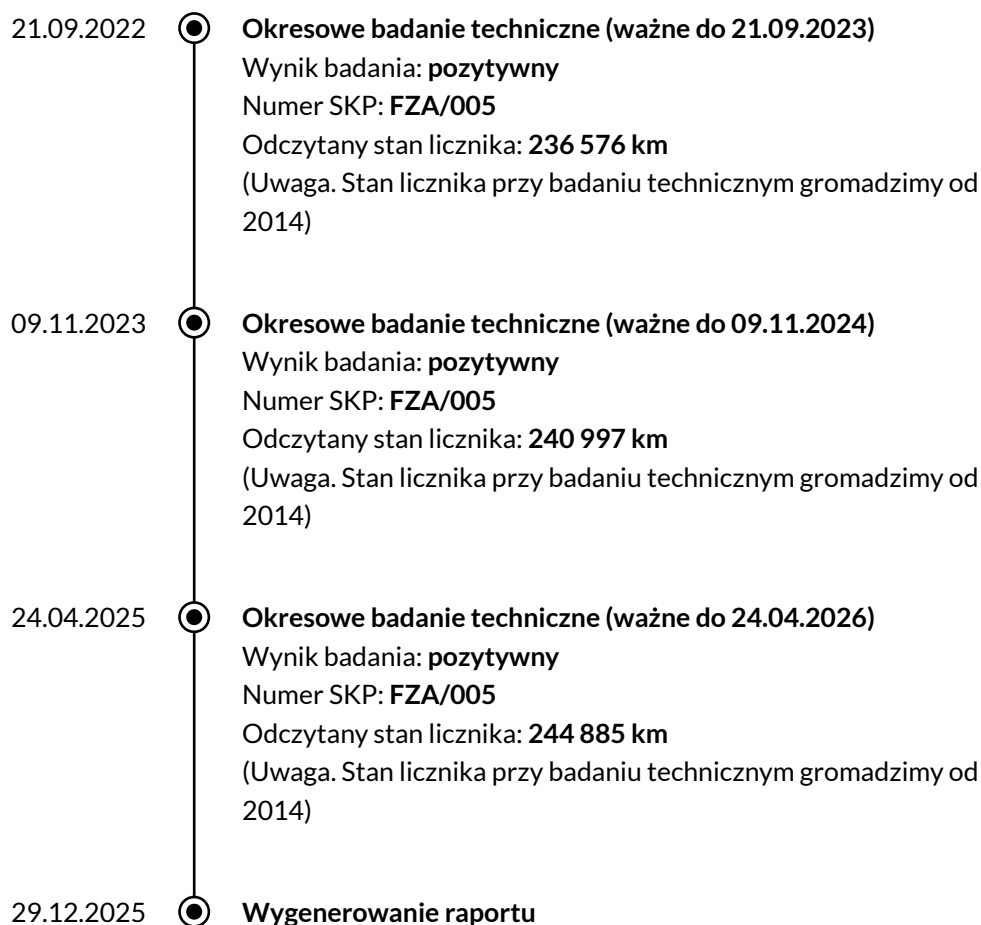 21.09.2022 Okresowe badanie techniczne (ważne do 21.09.2023)
Wynik badania: pozytywny
Numer SKP: FZA/005
Odczytany stan licznika: 236 576 km
(Uwaga. Stan licznika przy badaniu technicznym gromadzimy od
2014)
09.11.2023 Okresowe badanie techniczne (ważne do 09.11.2024)
Wynik badania: pozytywny
Numer SKP: FZA/005
Odczytany stan licznika: 240 997 km
(Uwaga. Stan licznika przy badaniu technicznym gromadzimy od
2014)
24.04.2025 Okresowe badanie techniczne (ważne do 24.04.2026)
Wynik badania: pozytywny
Numer SKP: FZA/005
Odczytany stan licznika: 244 885 km
(Uwaga. Stan licznika przy badaniu technicznym gromadzimy od
2014)
29.12.2025 Wygenerowanie raportu